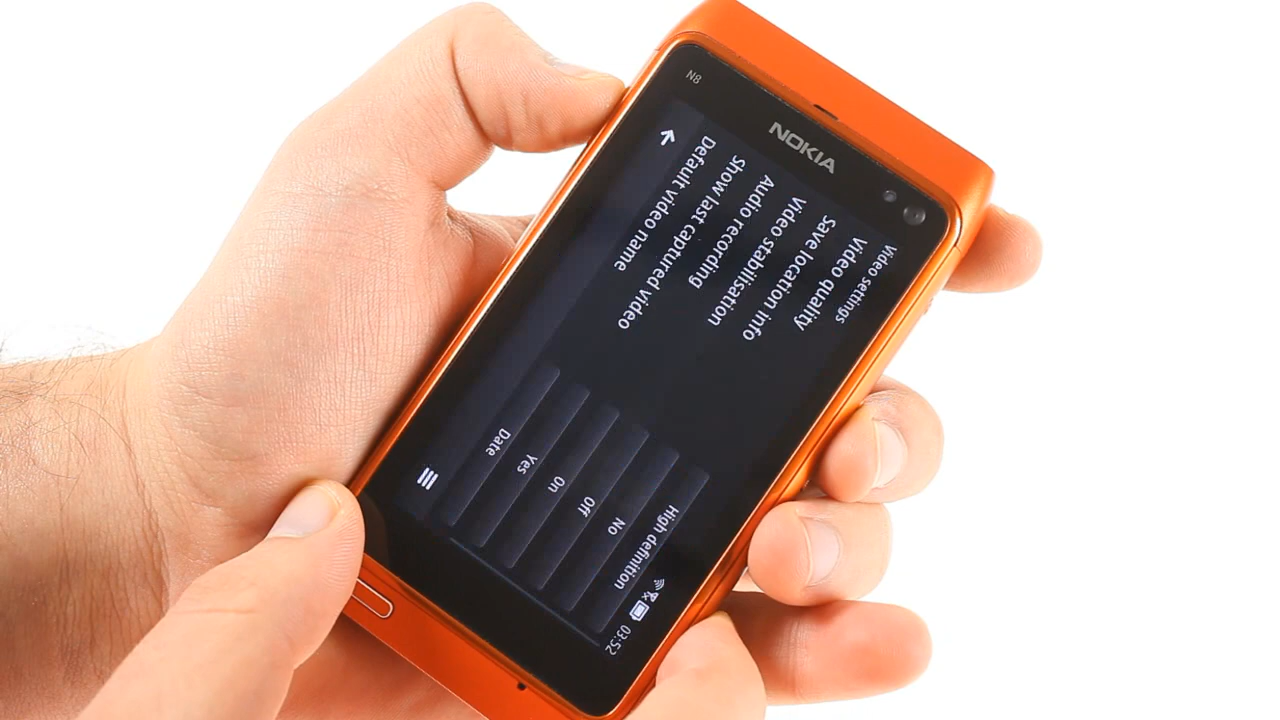 N8
NOKIA
Video settings 03:52
Video quality High definition
Save location info No
Video stabilisation Off
Audio recording On
Show last captured video Yes
Default video name Date